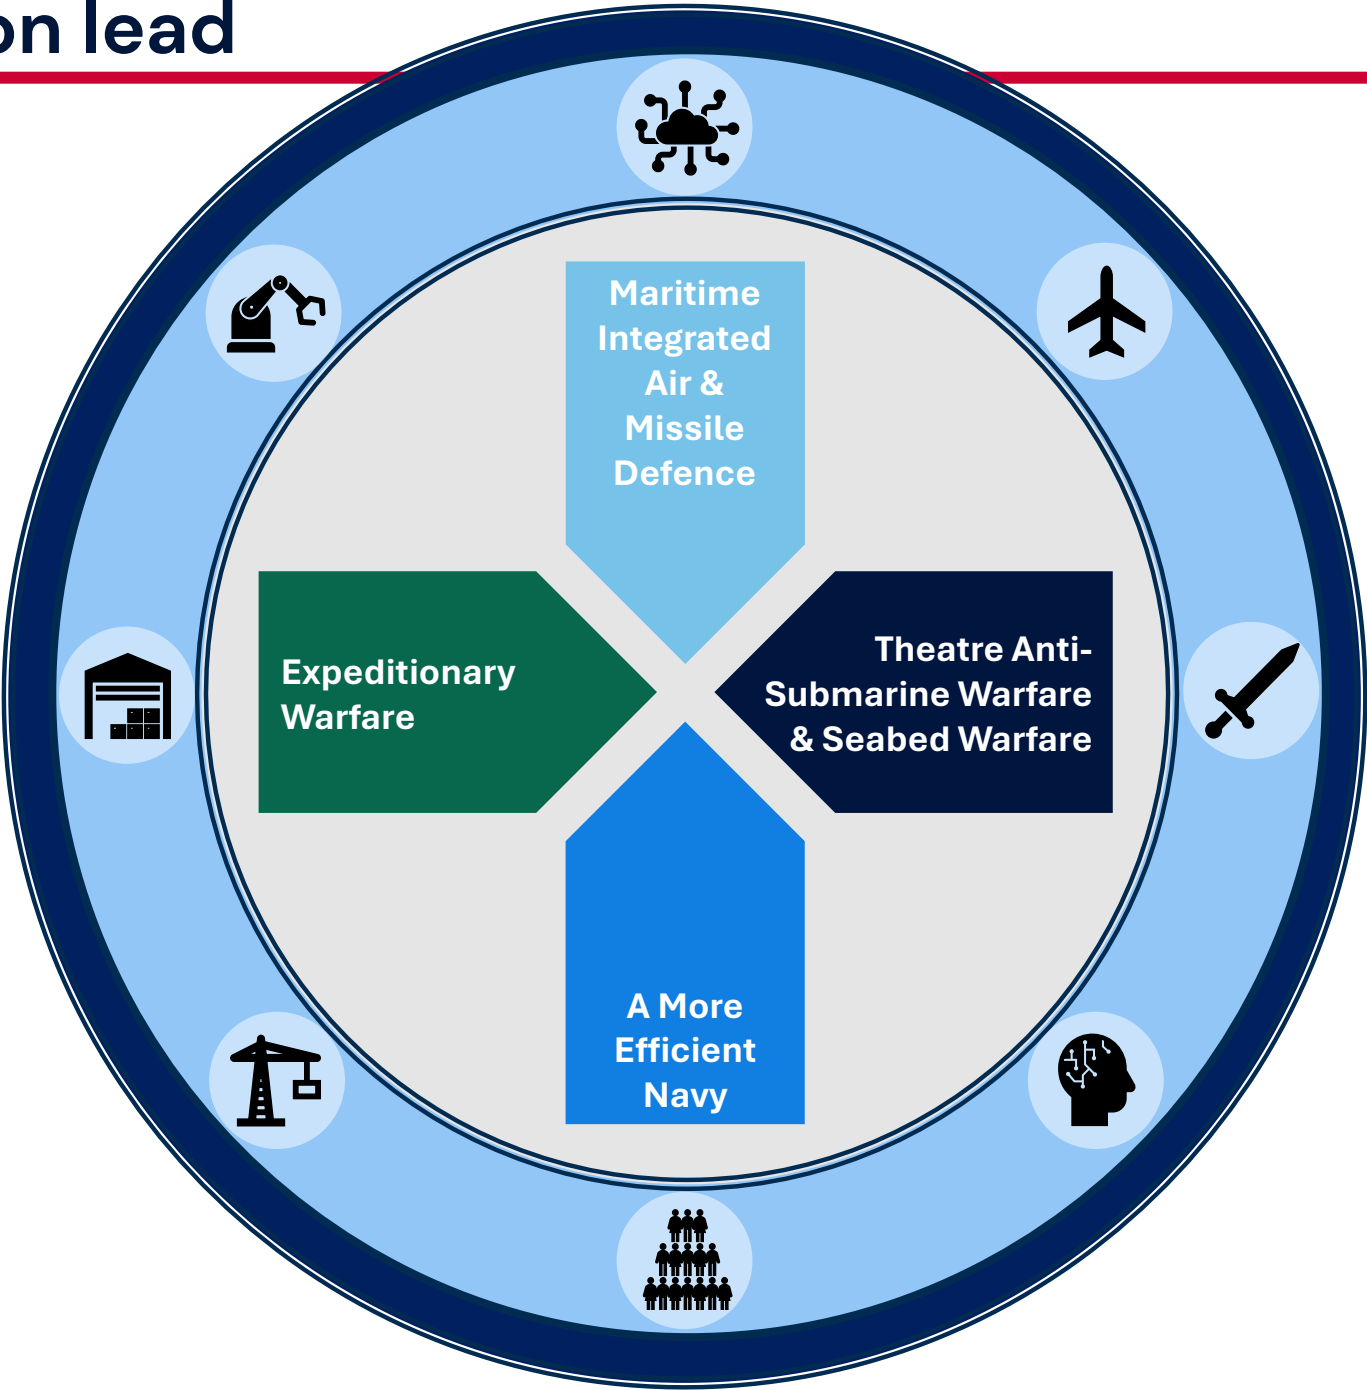 on lead
Maritime
Integrated
Air &
Missile
Defence
Expeditionary
Warfare
Theatre Anti-
Submarine Warfare
& Seabed Warfare
A More
Efficient
Navy